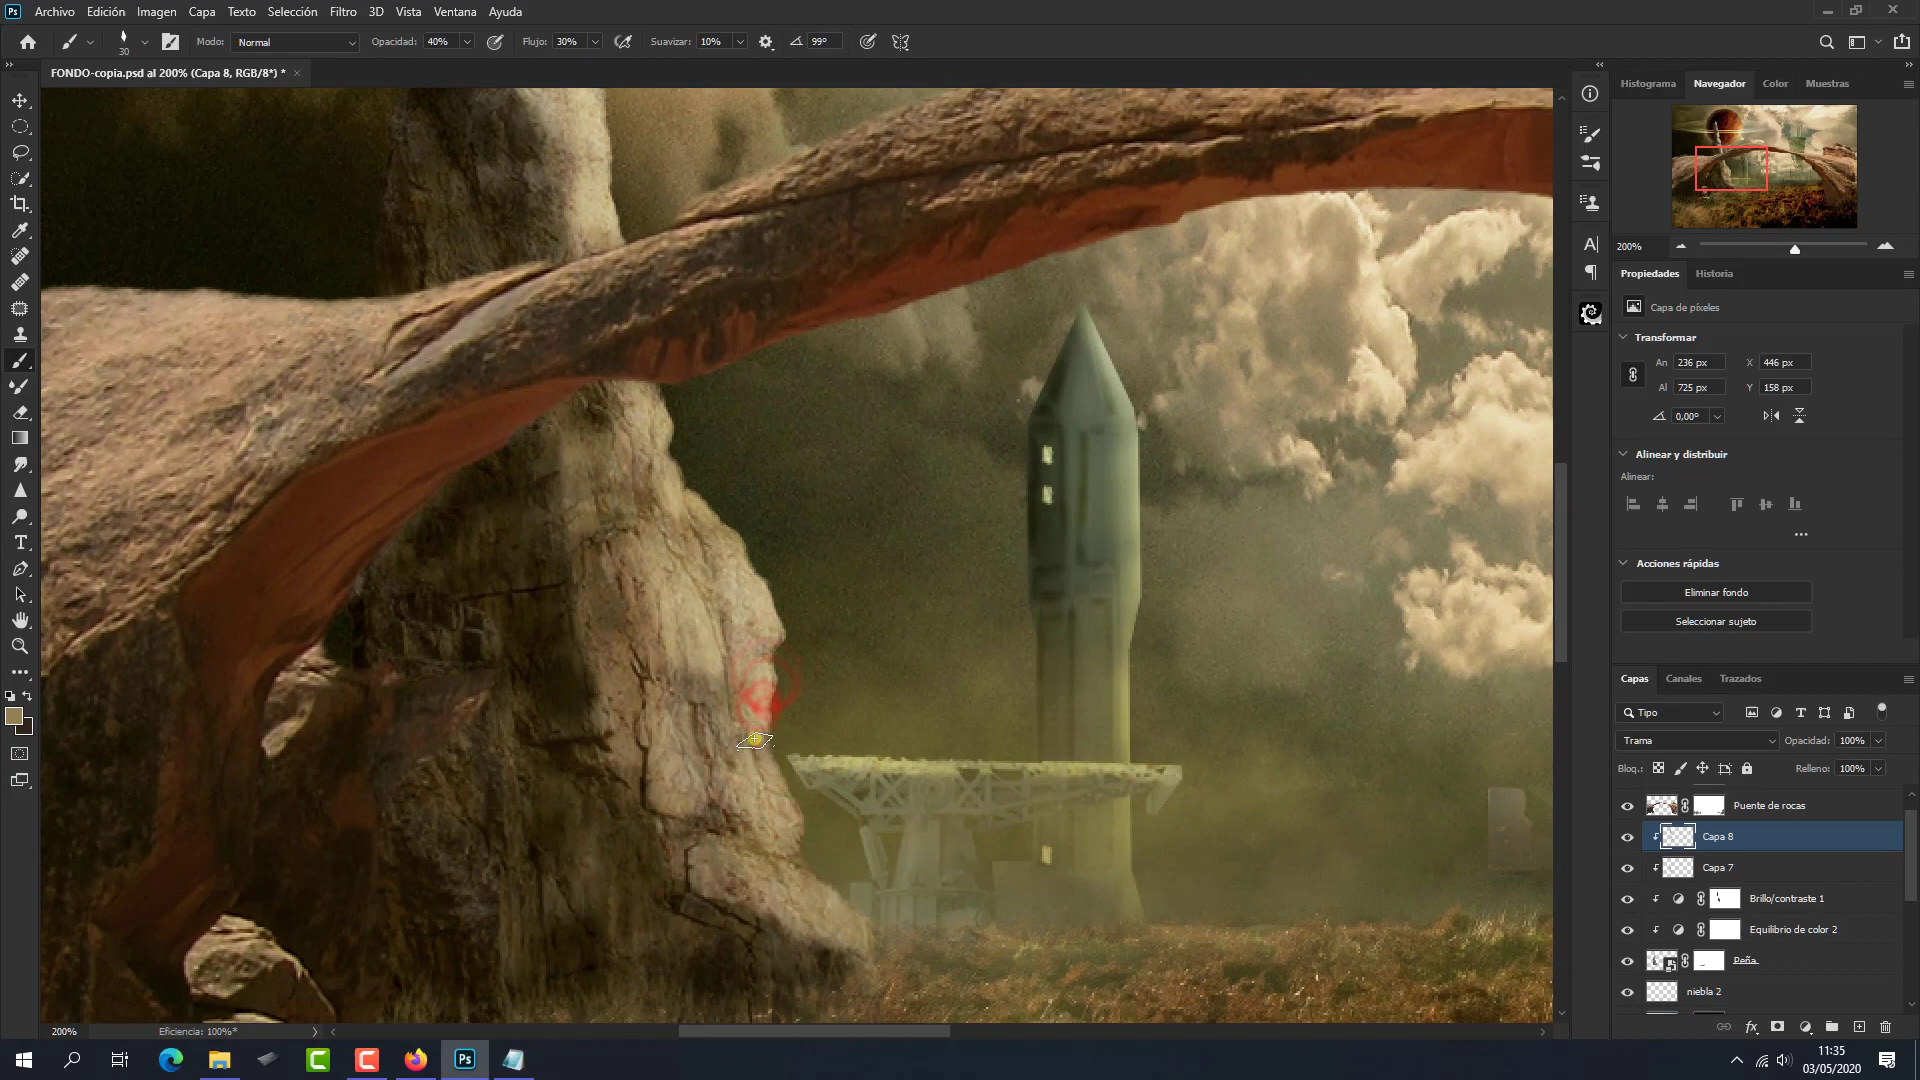 Ps Archivo Edición Imagen Capa Texto Selección Filtro 3D Vista Ventana Ayuda
30 Modo: Normal Opacidad: 40% Flujo: 30% Suavizar: 10% 99°
FONDO-copia.psd al 200% (Capa 8, RGB/8*) * ×
Histograma Navegador Color Muestras
200%
Propiedades Historia
Capa de píxeles
Transformar
An 236 px X 446 px
Al 725 px Y 158 px
0,00°
Alinear y distribuir
Alinear:
Acciones rápidas
Eliminar fondo
Seleccionar sujeto
Capas Canales Trazados
Tipo
Trama Opacidad: 100%
Bloq.: Relleno: 100%
Puente de rocas
Capa 8
Capa 7
Brillo/contraste 1
Equilibrio de color 2
Peña
niebla 2
200% Eficiencia: 100%*
Ps
11:35
03/05/2020